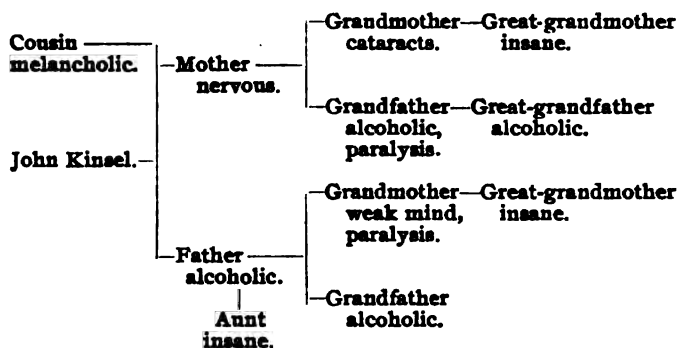 Grandmother—Great-grandmother
cataracts. insane.
Cousin
melancholic.
Mother
nervous.
Grandfather—Great-grandfather
alcoholic, alcoholic.
paralysis.
John Kinsel.
Grandmother—Great-grandmother
weak mind, insane.
paralysis.
Father
alcoholic.
Grandfather
alcoholic.
Aunt
insane.